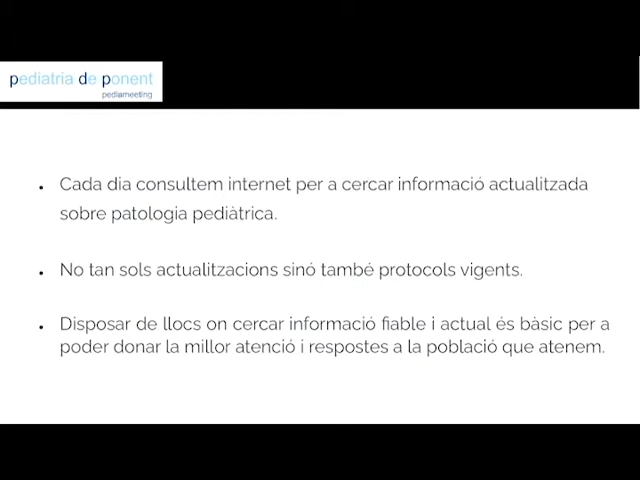 pediatria de ponent
pediameeting
• Cada dia consultem internet per a cercar informació actualitzada
sobre patologia pediàtrica.
• No tan sols actualitzacions sinó també protocols vigents.
• Disposar de llocs on cercar informació fiable i actual és bàsic per a
poder donar la millor atenció i respostes a la població que atenem.